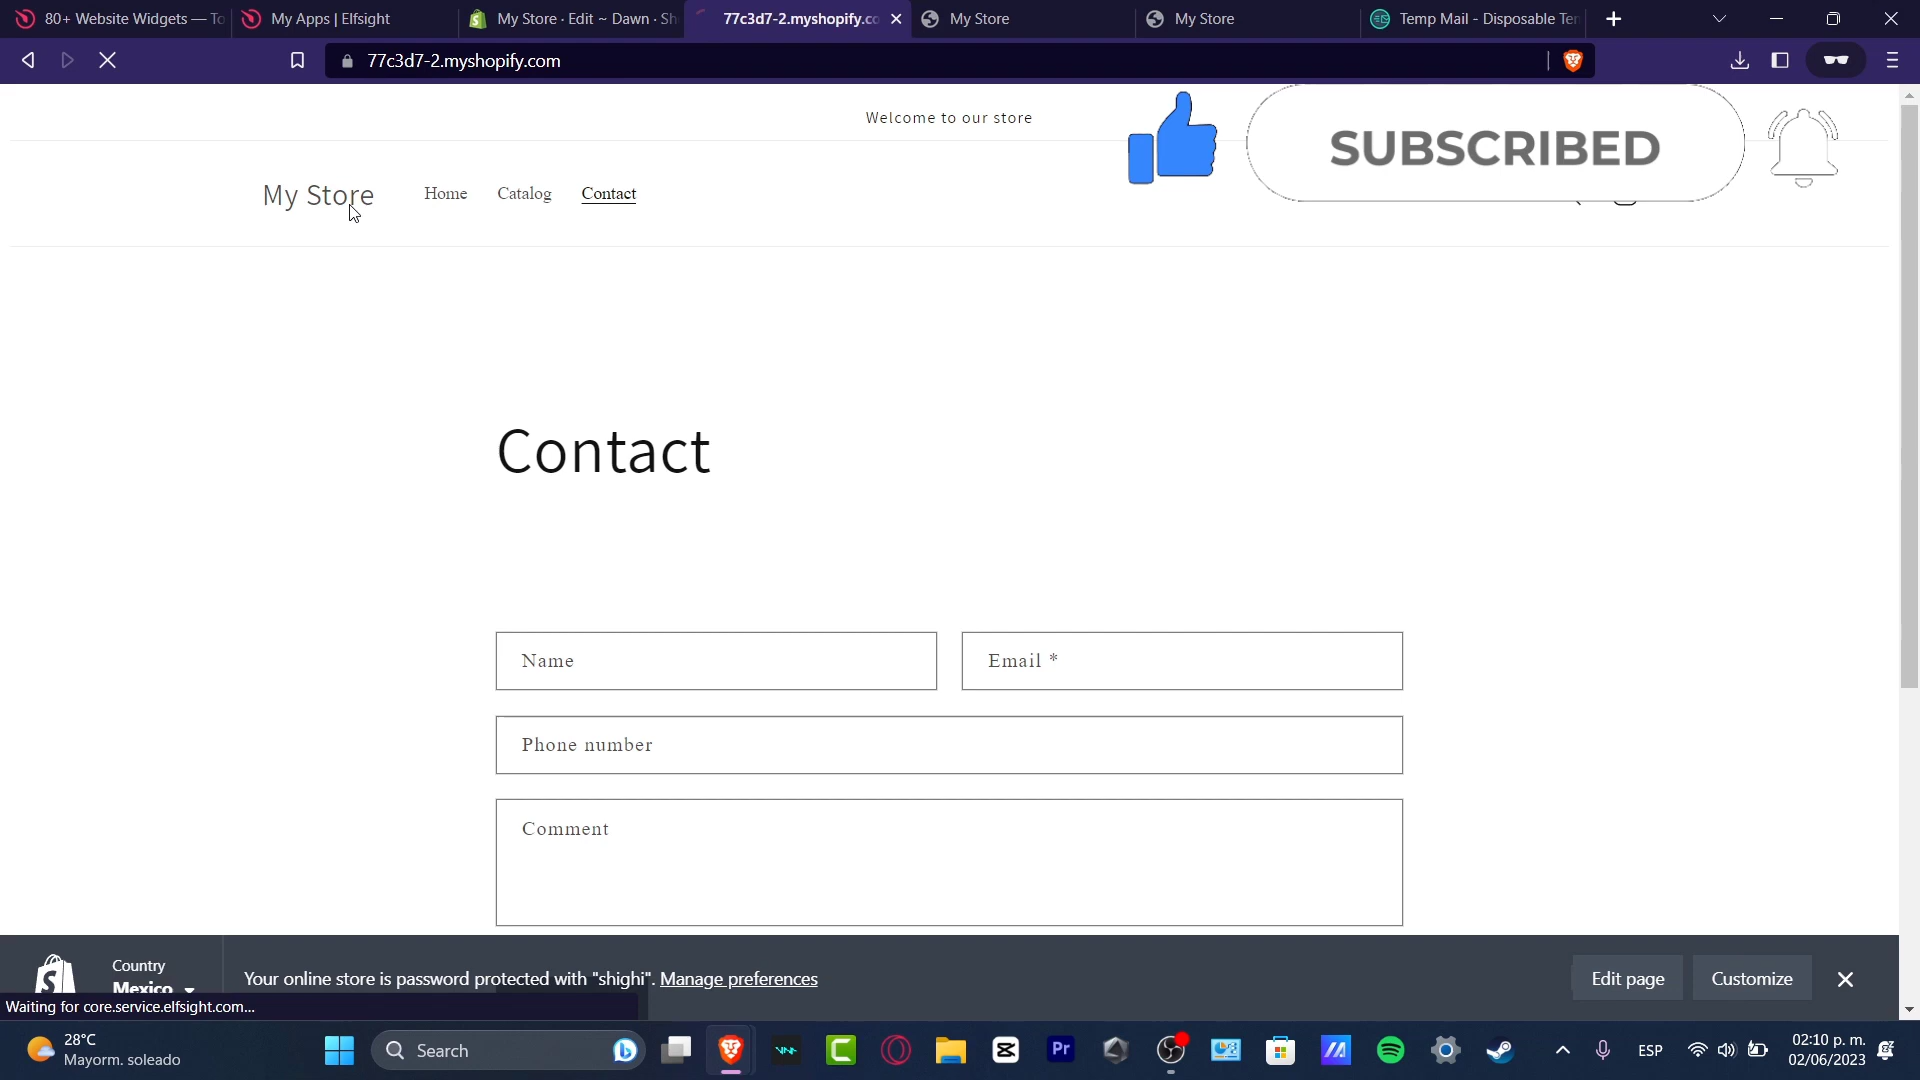 80+ Website Widgets — To
My Apps | Elfsight
My Store · Edit ~ Dawn · Sh
77c3d7-2.myshopify.co
My Store
My Store
Temp Mail - Disposable Ten
77c3d7-2.myshopify.com
Welcome to our store
SUBSCRIBED
My Store
Home
Catalog
Contact
Contact
Name
Email *
Phone number
Comment
Country
Mexico
Your online store is password protected with "shighi". Manage preferences
Edit page
Customize
Waiting for core.service.elfsight.com...
28°C
Mayorm. soleado
Search
Pr
ESP
02:10 p. m.
02/06/2023